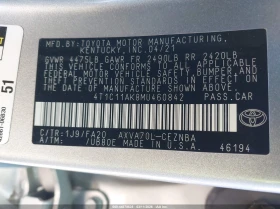 MFD. BY:
TOYOTA MOTOR MANUFACTURING,
KENTUCKY, INC. 04/21
GVWR 4475LB GAWR FR 2490LB RR 2420LB
THIS VEHICLE CONFORMS TO ALL APPLICABLE
FEDERAL MOTOR VEHICLE SAFETY, BUMPER, AND
THEFT PREVENTION STANDARDS IN EFFECT ON
THE DATE OF MANUFACTURE SHOWN ABOVE.
4T1C11AK8MU460842 PASS.CAR
C/TR:1J9/FA20 AXVA70L-CEZNBA
A/TM: /UB80E MADE IN U.S.A.
46194
51